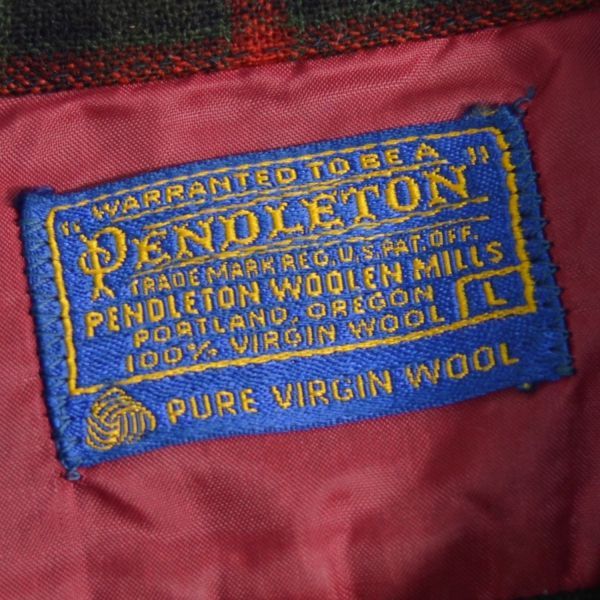 "WARRANTED TO BE A"
PENDLETON
TRADE MARK REG. U.S. PAT. OFF.
PENDLETON WOOLEN MILLS
PORTLAND, OREGON
100% VIRGIN WOOL
L
PURE VIRGIN WOOL